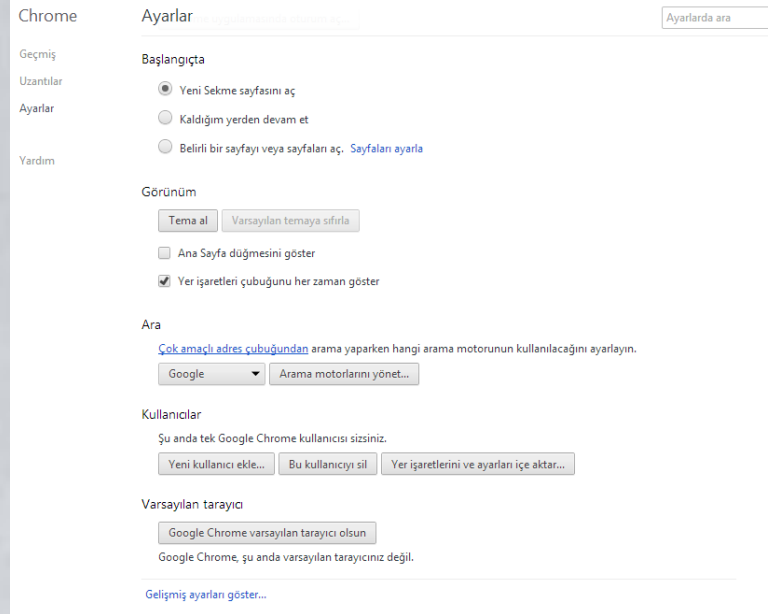 Chrome
Ayarlar
Ayarlarda ara
Geçmiş
Uzantılar
Ayarlar
Yardım
Başlangıçta
Yeni Sekme sayfasını aç
Kaldığım yerden devam et
Belirli bir sayfayı veya sayfaları aç. Sayfaları ayarla
Görünüm
Tema al Varsayılan temaya sıfırla
Ana Sayfa düğmesini göster
Yer işaretleri çubuğunu her zaman göster
Ara
Çok amaçlı adres çubuğundan arama yaparken hangi arama motorunun kullanılacağını ayarlayın.
Google Arama motorlarını yönet...
Kullanıcılar
Şu anda tek Google Chrome kullanıcısı sizsiniz.
Yeni kullanıcı ekle... Bu kullanıcıyı sil Yer işaretlerini ve ayarları içe aktar...
Varsayılan tarayıcı
Google Chrome varsayılan tarayıcı olsun
Google Chrome, şu anda varsayılan tarayıcınız değil.
Gelişmiş ayarları göster...